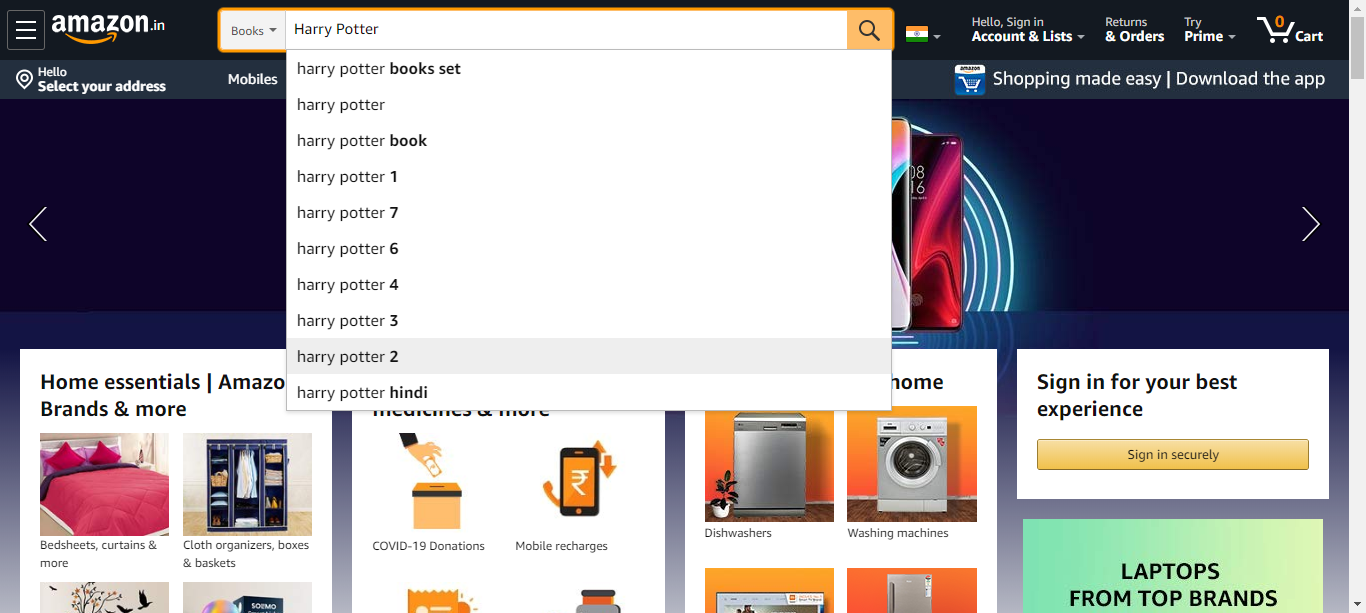 amazon.in
Books
Harry Potter
Hello, Sign in
Account & Lists
Returns
& Orders
Try
Prime
0
Cart
Hello
Select your address
Mobiles
amazon
Shopping made easy | Download the app
harry potter books set
harry potter
harry potter book
harry potter 1
harry potter 7
harry potter 6
harry potter 4
harry potter 3
harry potter 2
harry potter hindi
08
16
Home essentials | Amazo
Brands & more
medicines & more
home
Sign in for your best
experience
Sign in securely
Bedsheets, curtains &
more
Cloth organizers, boxes
& baskets
COVID-19 Donations
₹
Mobile recharges
Dishwashers
Washing machines
SOLIMO
LAPTOPS
FROM TOP BRANDS